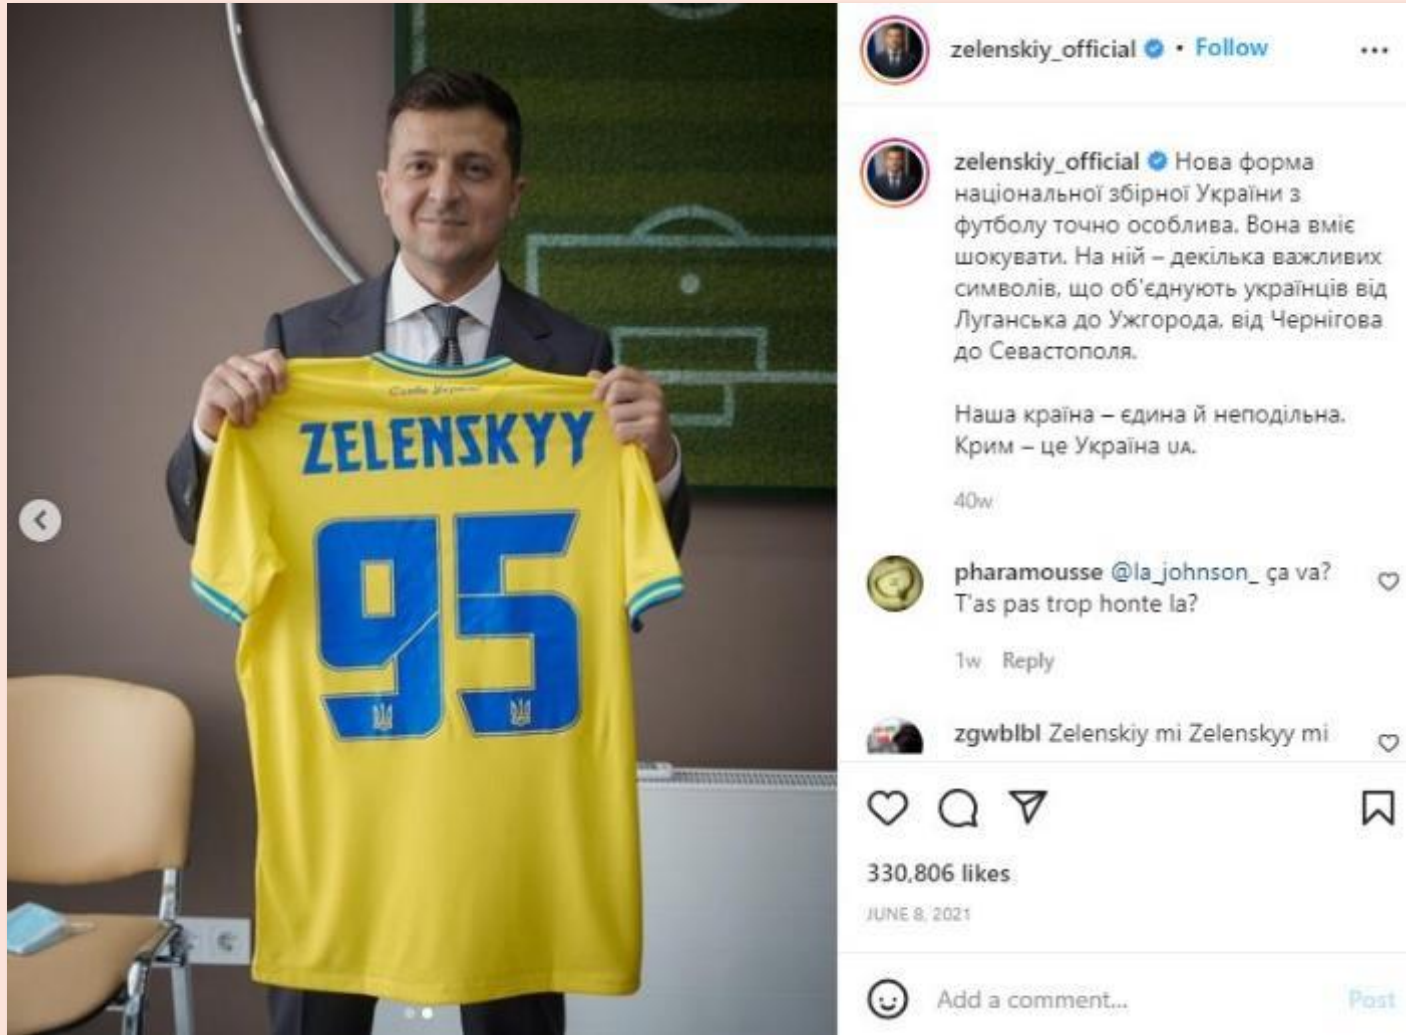 zelenskiy_official • Follow
zelenskiy_official Нова форма
національної збірної України з
футболу точно особлива. Вона вміє
шокувати. На ній – декілька важливих
символів, що об'єднують українців від
Луганська до Ужгорода, від Чернігова
до Севастополя.
Наша країна – єдина й неподільна.
Крим – це Україна UA.
40w
pharamousse @la_johnson_ ça va?
T'as pas trop honte la?
1w Reply
zgwblbl Zelenskiy mi Zelenskyy mi
330,806 likes
JUNE 8, 2021
Add a comment... Post
Слава Україні
ZELENSKYY
95